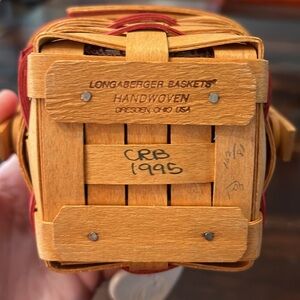 LONGABERGER BASKETS®
HANDWOVEN
DRESDEN, OHIO USA
CRB
1995